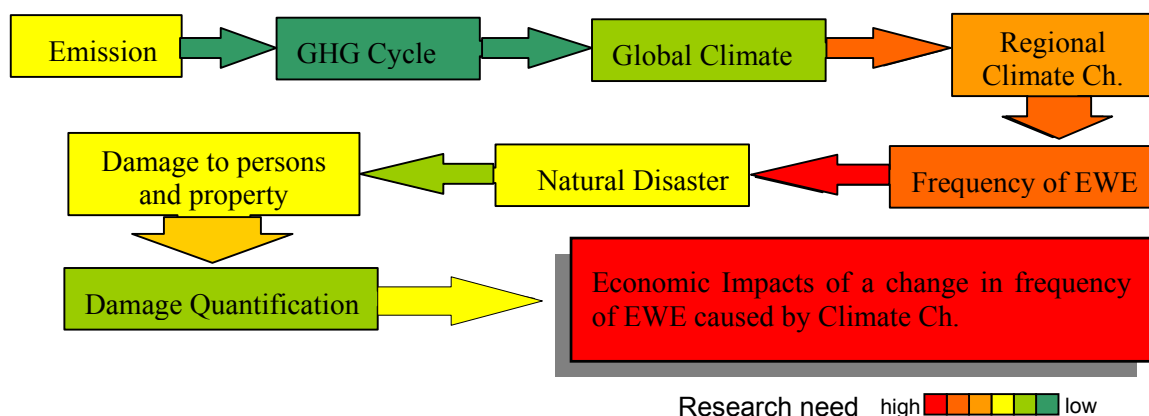 Emission
GHG Cycle
Global Climate
Regional
Climate Ch.
Frequency of EWE
Natural Disaster
Damage to persons
and property
Damage Quantification
Economic Impacts of a change in frequency
of EWE caused by Climate Ch.
Research need high low